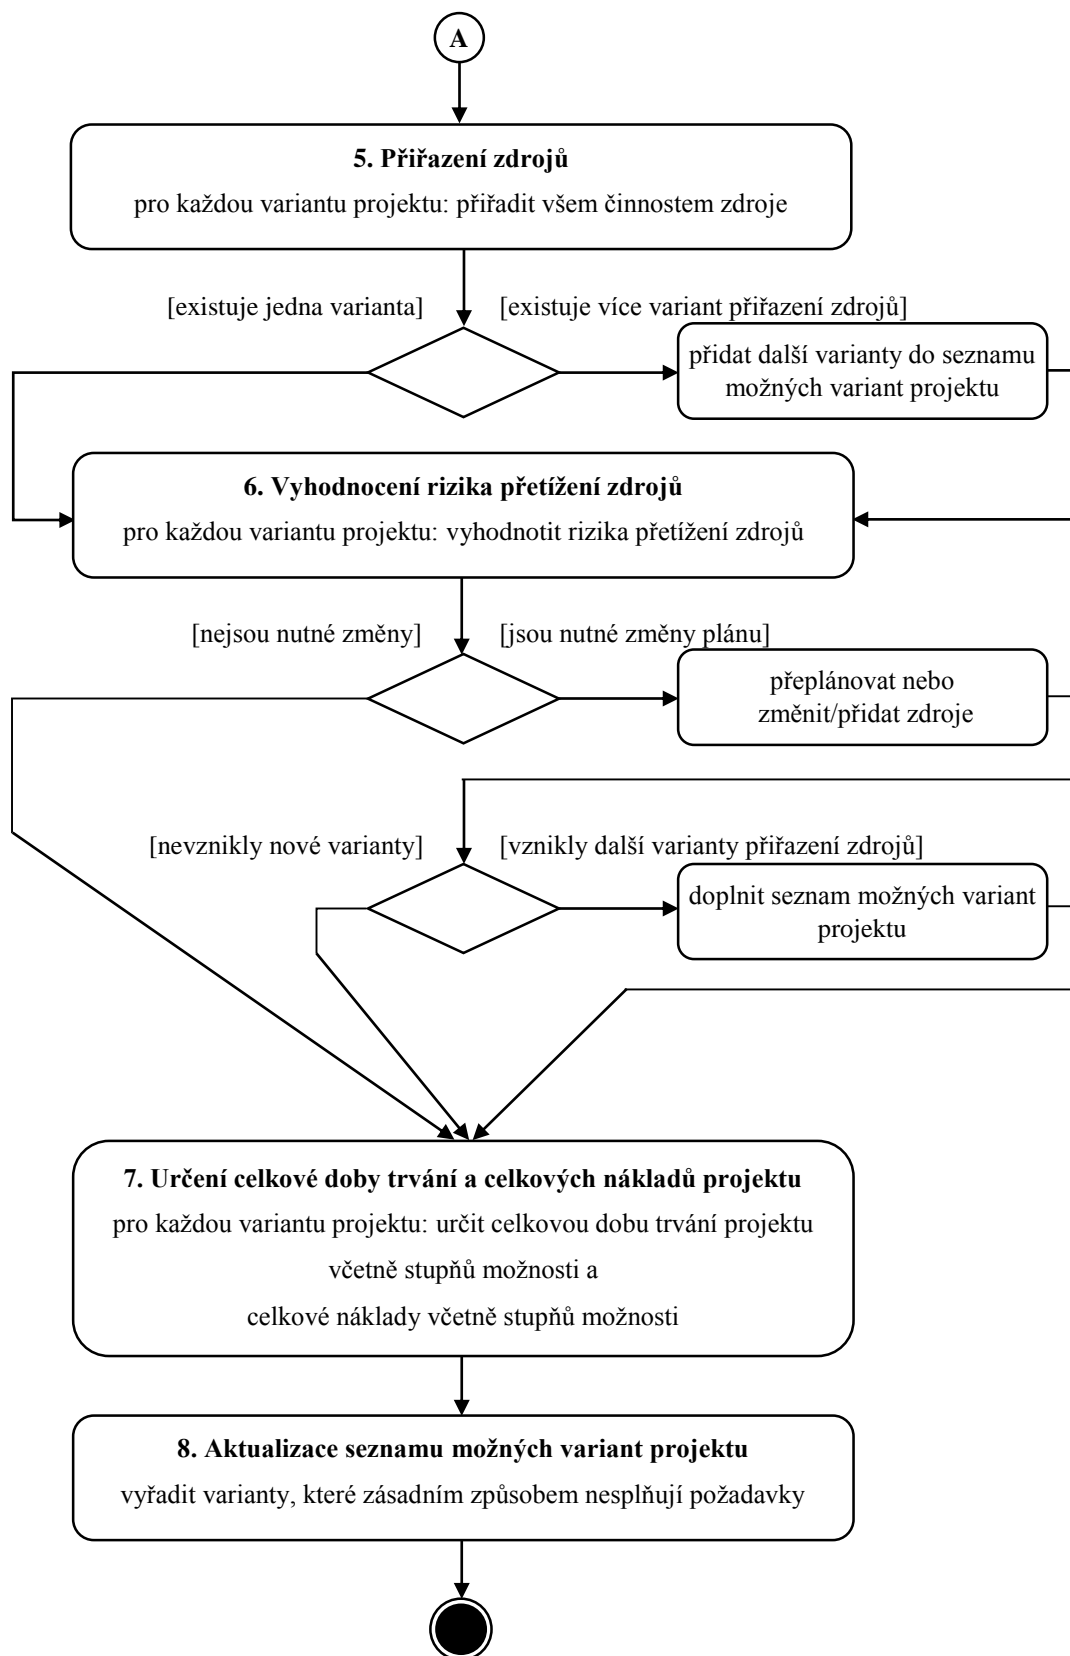 A
5. Přiřazení zdrojů
pro každou variantu projektu: přiřadit všem činnostem zdroje
[existuje jedna varianta]
[existuje více variant přiřazení zdrojů]
přidat další varianty do seznamu
možných variant projektu
6. Vyhodnocení rizika přetížení zdrojů
pro každou variantu projektu: vyhodnotit rizika přetížení zdrojů
[nejsou nutné změny]
[jsou nutné změny plánu]
přeplánovat nebo
změnit/přidat zdroje
[nevznikly nové varianty]
[vznikly další varianty přiřazení zdrojů]
doplnit seznam možných variant
projektu
7. Určení celkové doby trvání a celkových nákladů projektu
pro každou variantu projektu: určit celkovou dobu trvání projektu
včetně stupňů možnosti a
celkové náklady včetně stupňů možnosti
8. Aktualizace seznamu možných variant projektu
vyřadit varianty, které zásadním způsobem nesplňují požadavky